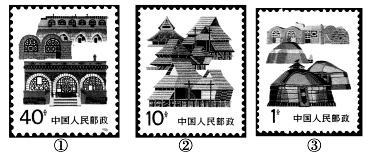 40分 中国人民邮政
10分 中国人民邮政
1分 中国人民邮政
① ② ③